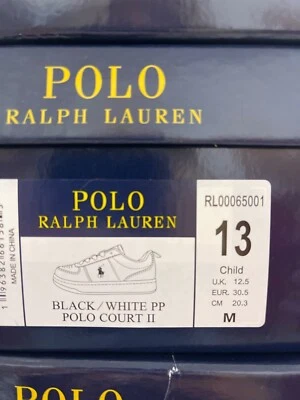 POLO
RALPH LAUREN
MADE IN CHINA
POLO
RALPH LAUREN
BLACK/WHITE PP
POLO COURT II
RL00065001
13
Child
U.K. 12.5
EUR. 30.5
CM 20.3
M
POLO